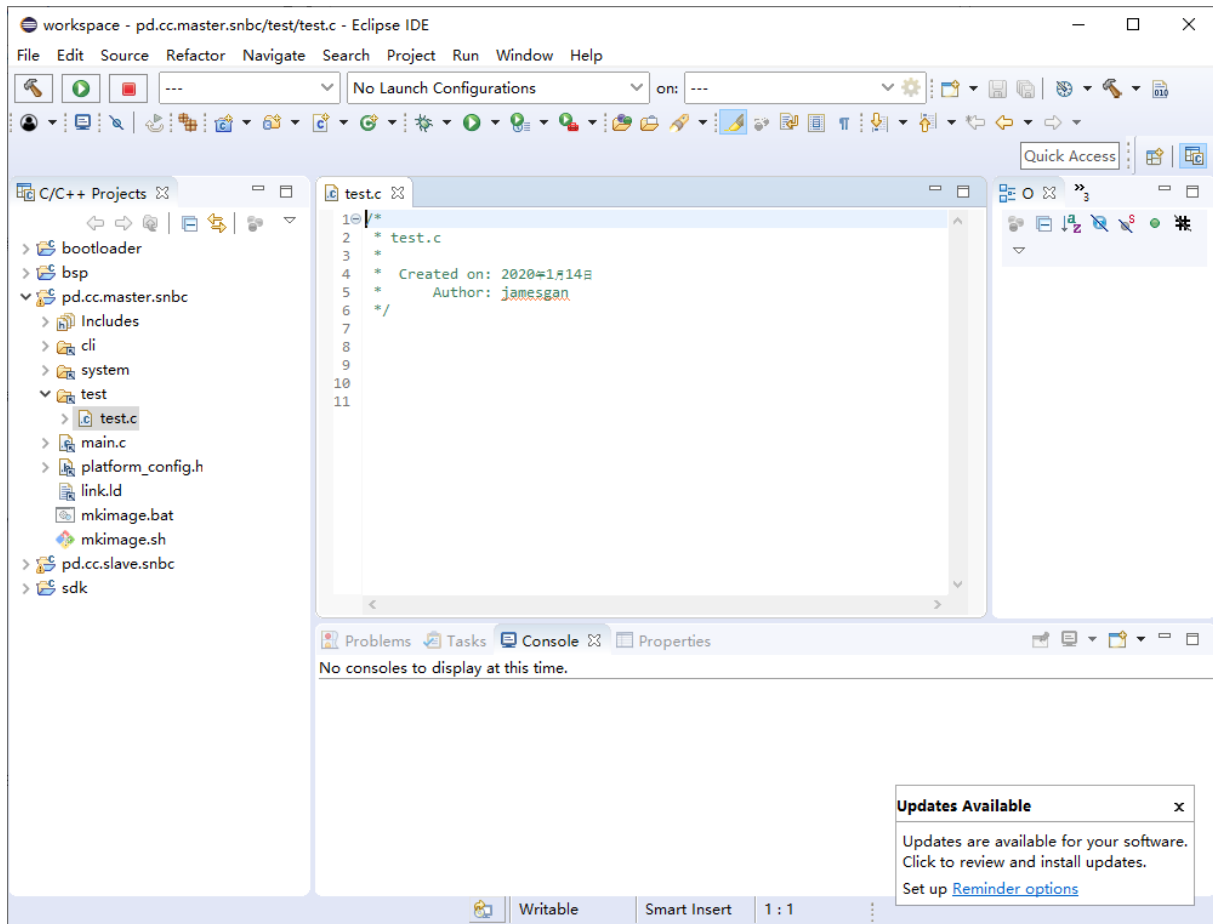 workspace - pd.cc.master.snbc/test/test.c - Eclipse IDE
File Edit Source Refactor Navigate Search Project Run Window Help
--- No Launch Configurations on: ---
Quick Access
C/C++ Projects
bootloader
bsp
pd.cc.master.snbc
Includes
cli
system
test
test.c
main.c
platform_config.h
link.ld
mkimage.bat
mkimage.sh
pd.cc.slave.snbc
sdk
test.c
1 /*
2 * test.c
3 *
4 * Created on: 2020年1月14日
5 * Author: jamesgan
6 */
7
8
9
10
11
O »3
Problems Tasks Console Properties
No consoles to display at this time.
Updates Available x
Updates are available for your software.
Click to review and install updates.
Set up Reminder options
Writable Smart Insert 1 : 1